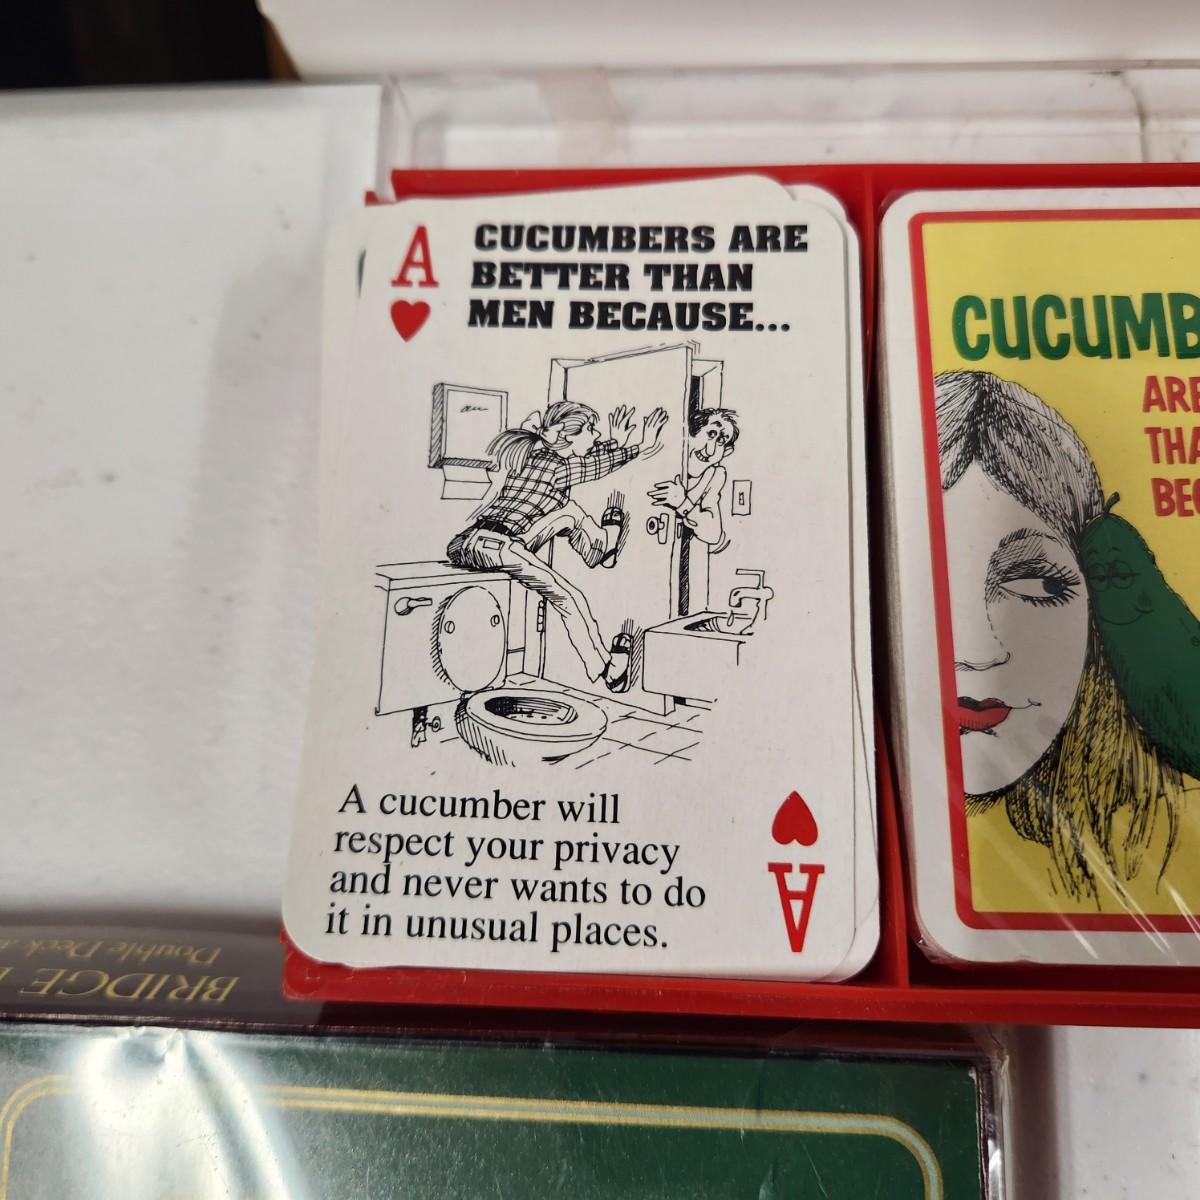 A
CUCUMBERS ARE
BETTER THAN
MEN BECAUSE...
A cucumber will
respect your privacy
and never wants to do
it in unusual places.
A
CUCUMB
ARE
THA
BEC
Double Deck
BRIDGE